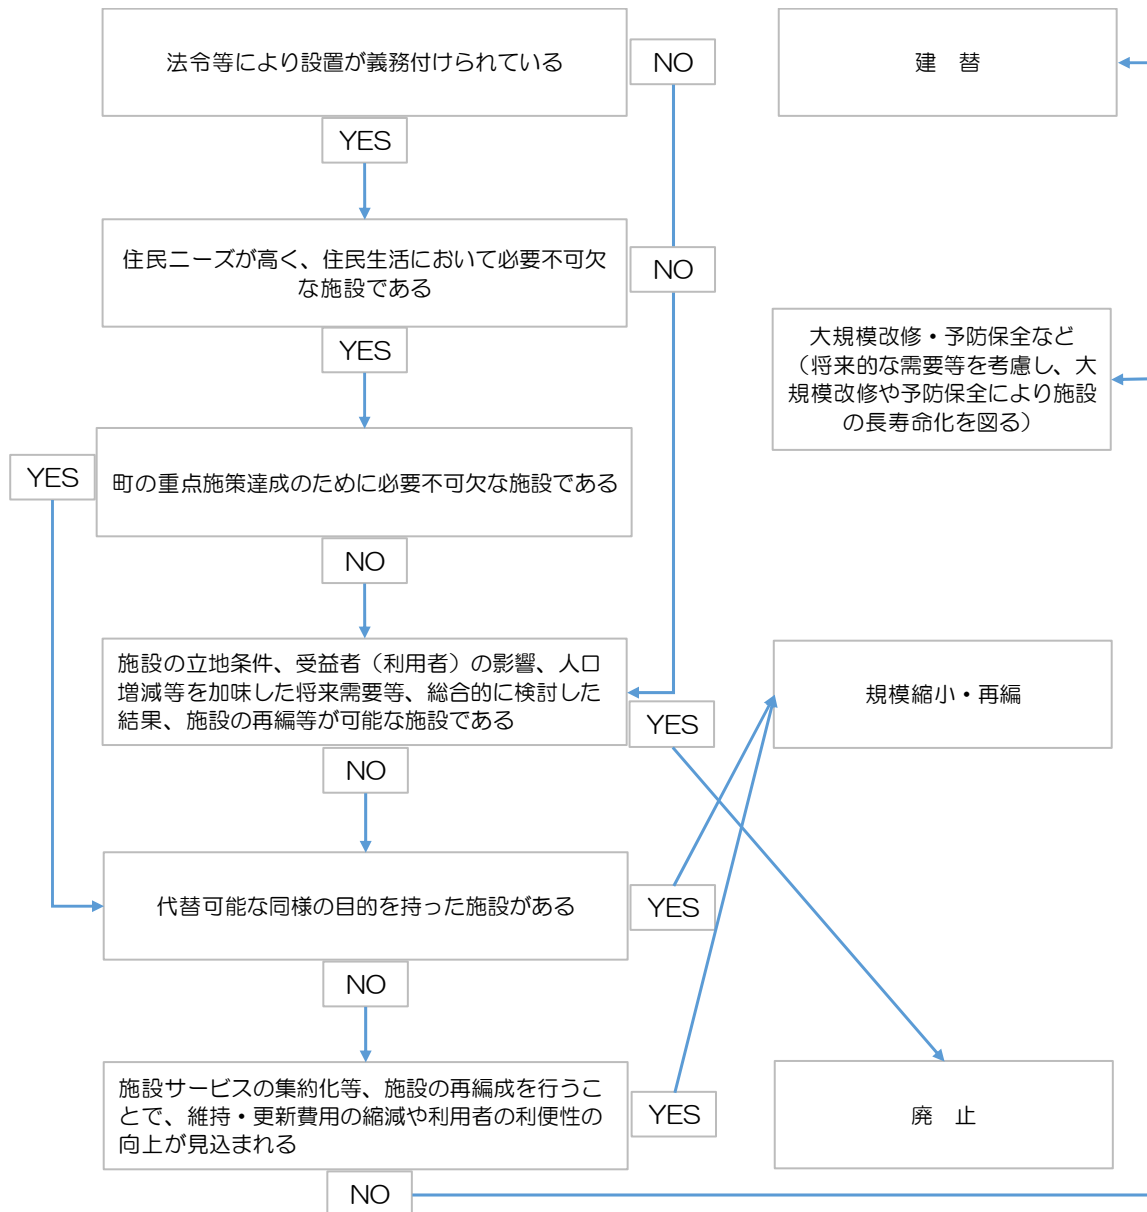 法令等により設置が義務付けられている
NO
建　替
YES
住民ニーズが高く、住民生活において必要不可欠
な施設である
NO
YES
大規模改修・予防保全など
（将来的な需要等を考慮し、大
規模改修や予防保全により施設
の長寿命化を図る）
YES
町の重点施策達成のために必要不可欠な施設である
NO
施設の立地条件、受益者（利用者）の影響、人口
増減等を加味した将来需要等、総合的に検討した
結果、施設の再編等が可能な施設である
YES
規模縮小・再編
NO
代替可能な同様の目的を持った施設がある
YES
NO
施設サービスの集約化等、施設の再編成を行うこ
とで、維持・更新費用の縮減や利用者の利便性の
向上が見込まれる
YES
廃　止
NO